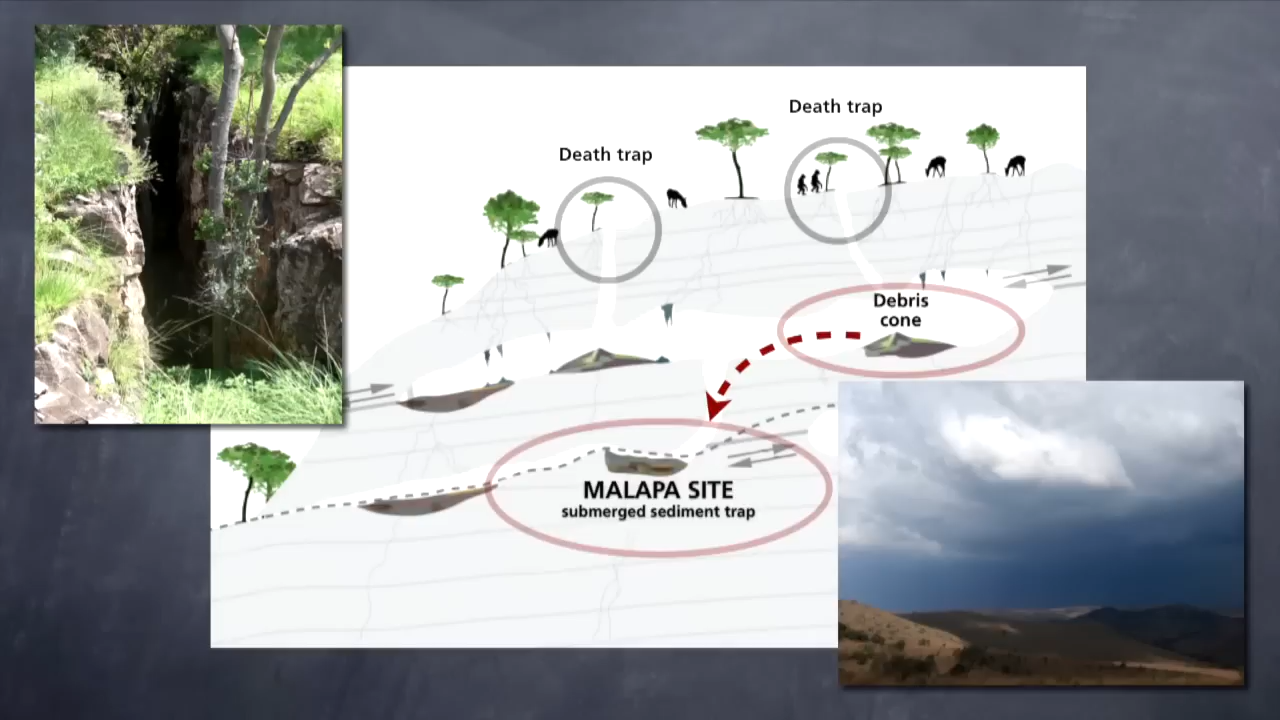 Death trap
Death trap
Debris
cone
MALAPA SITE
submerged sediment trap